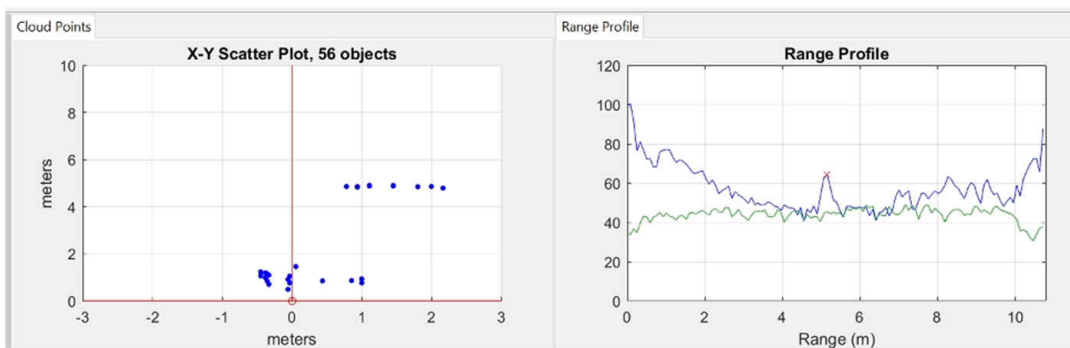 Cloud Points
X-Y Scatter Plot, 56 objects
10
8
6
4
2
0
meters
-3 -2 -1 0 1 2 3
meters
Range Profile
Range Profile
120
100
80
60
40
20
0
0 2 4 6 8 10
Range (m)